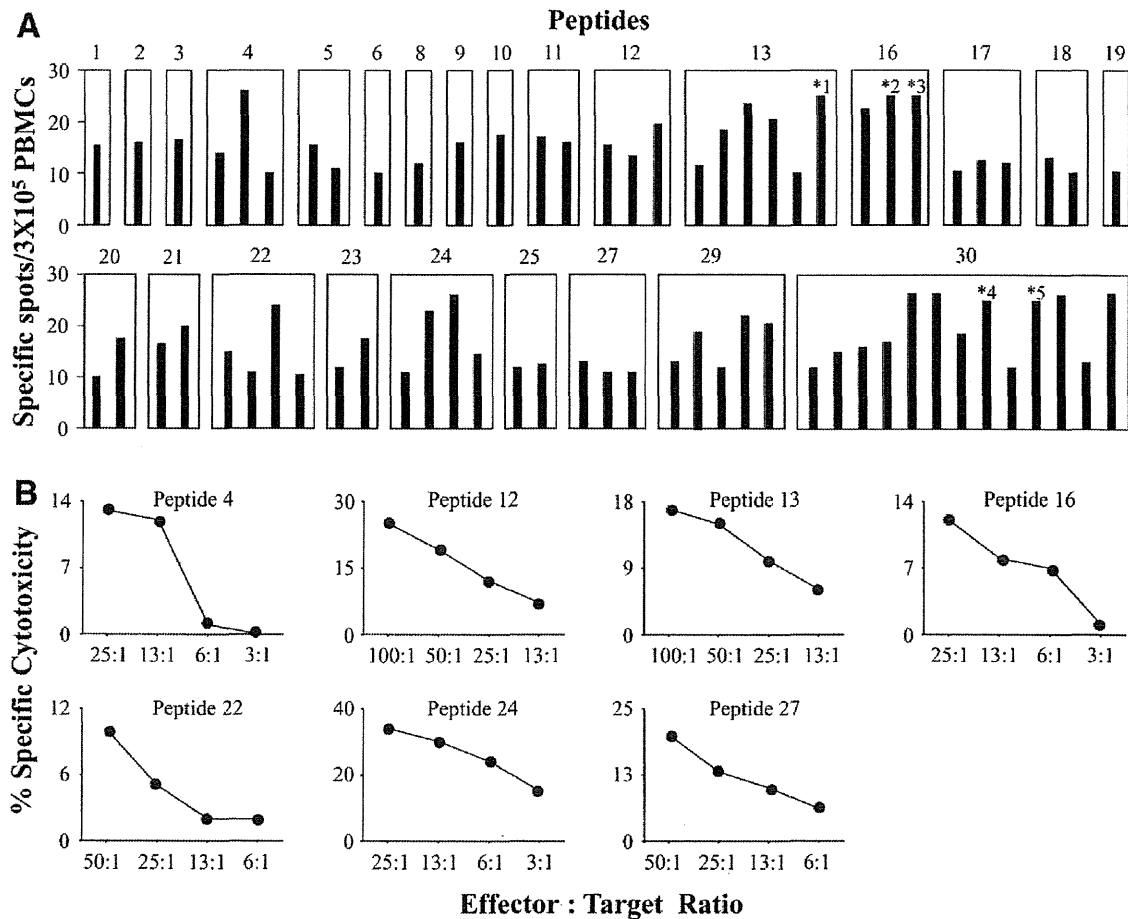 A
Peptides
1 2 3 4 5 6 8 9 10 11 12 13 16 17 18 19
30
20
10
0
*1 *2 *3
Specific spots/3X10⁵ PBMCs
20 21 22 23 24 25 27 29 30
30
20
10
0
*4 *5
B
% Specific Cytotoxicity
Peptide 4
14
7
0
25:1 13:1 6:1 3:1
Peptide 12
30
15
0
100:1 50:1 25:1 13:1
Peptide 13
18
9
0
100:1 50:1 25:1 13:1
Peptide 16
14
7
0
25:1 13:1 6:1 3:1
Peptide 22
12
6
0
50:1 25:1 13:1 6:1
Peptide 24
40
20
0
25:1 13:1 6:1 3:1
Peptide 27
25
13
0
50:1 25:1 13:1 6:1
Effector : Target Ratio